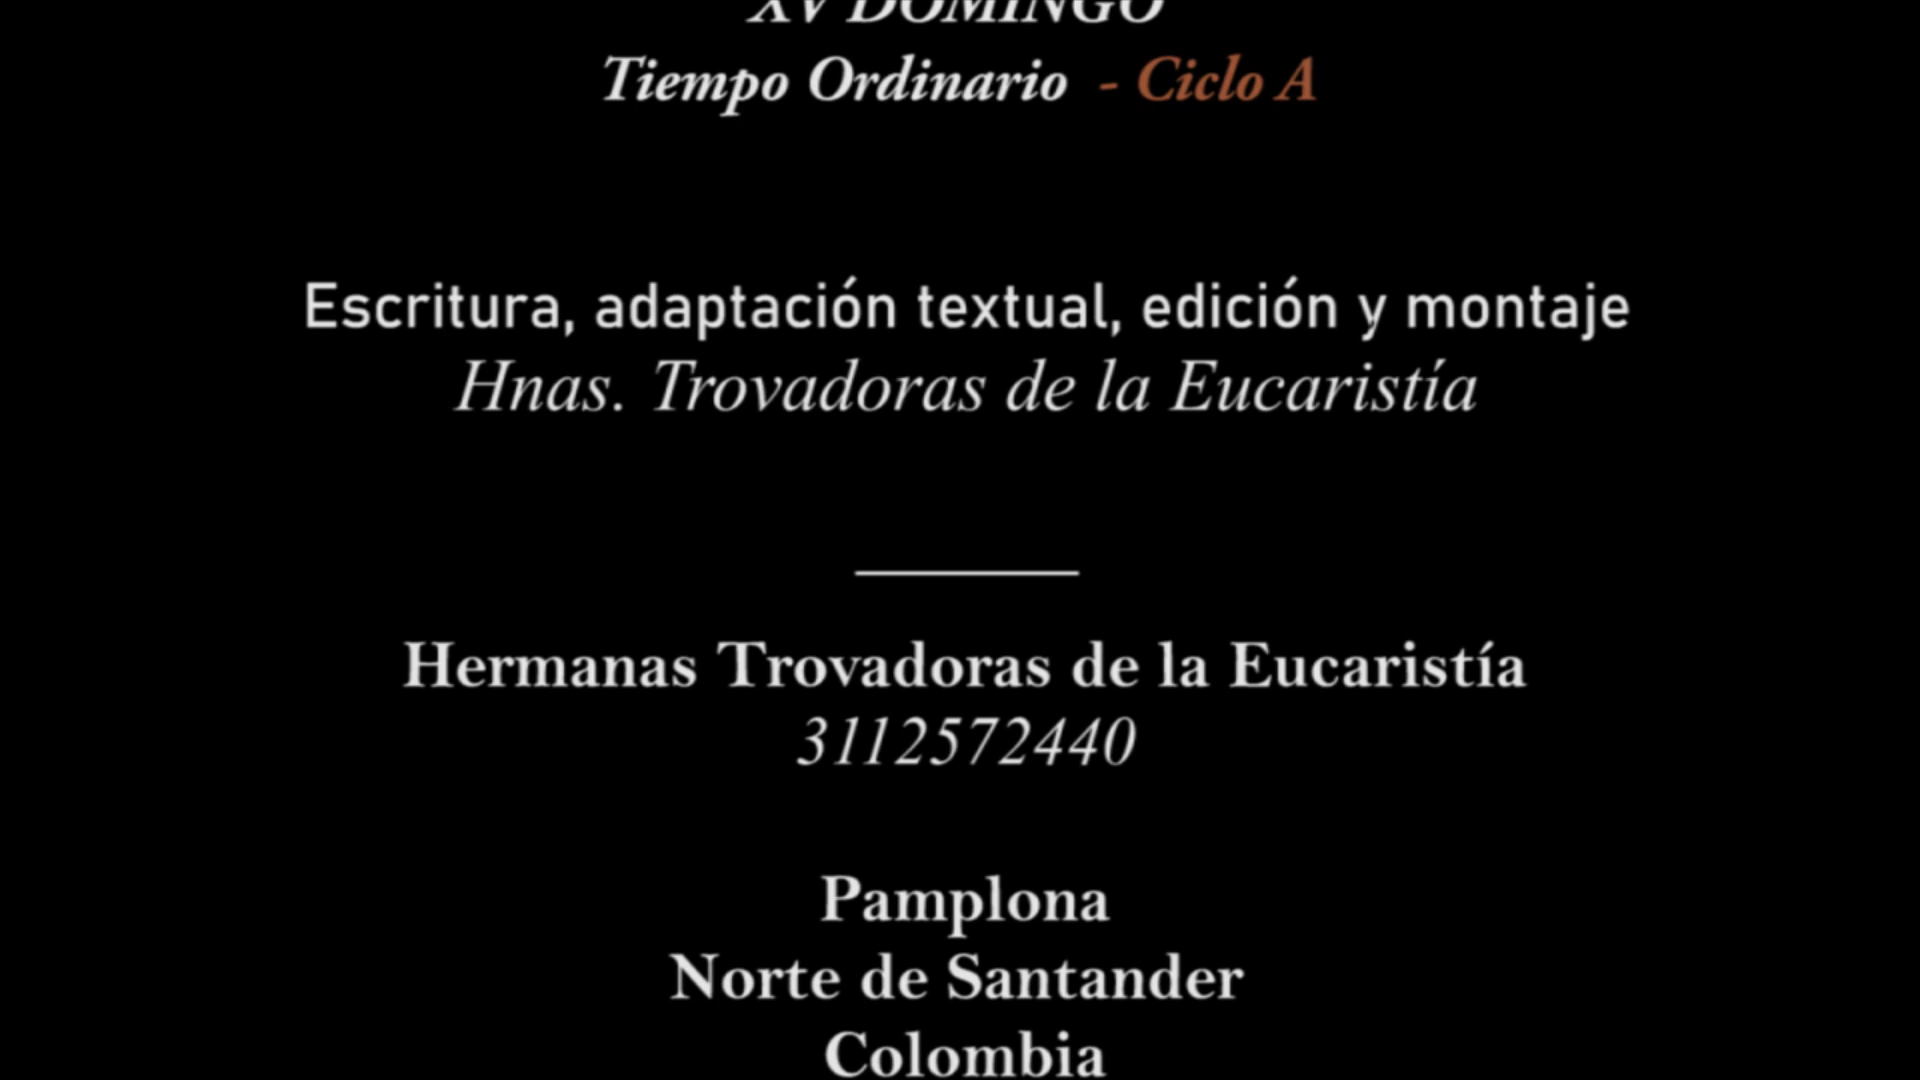 XV DOMINGO
Tiempo Ordinario - Ciclo A
Escritura, adaptación textual, edición y montaje
Hnas. Trovadoras de la Eucaristía
Hermanas Trovadoras de la Eucaristía
3112572440
Pamplona
Norte de Santander
Colombia